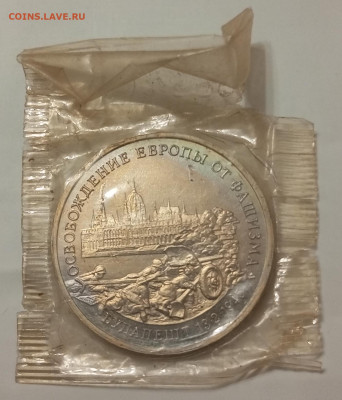 COINS.LAVE.RU
ОСВОБОЖДЕНИЕ ЕВРОПЫ ОТ ФАШИЗМА
БУДАПЕШТ